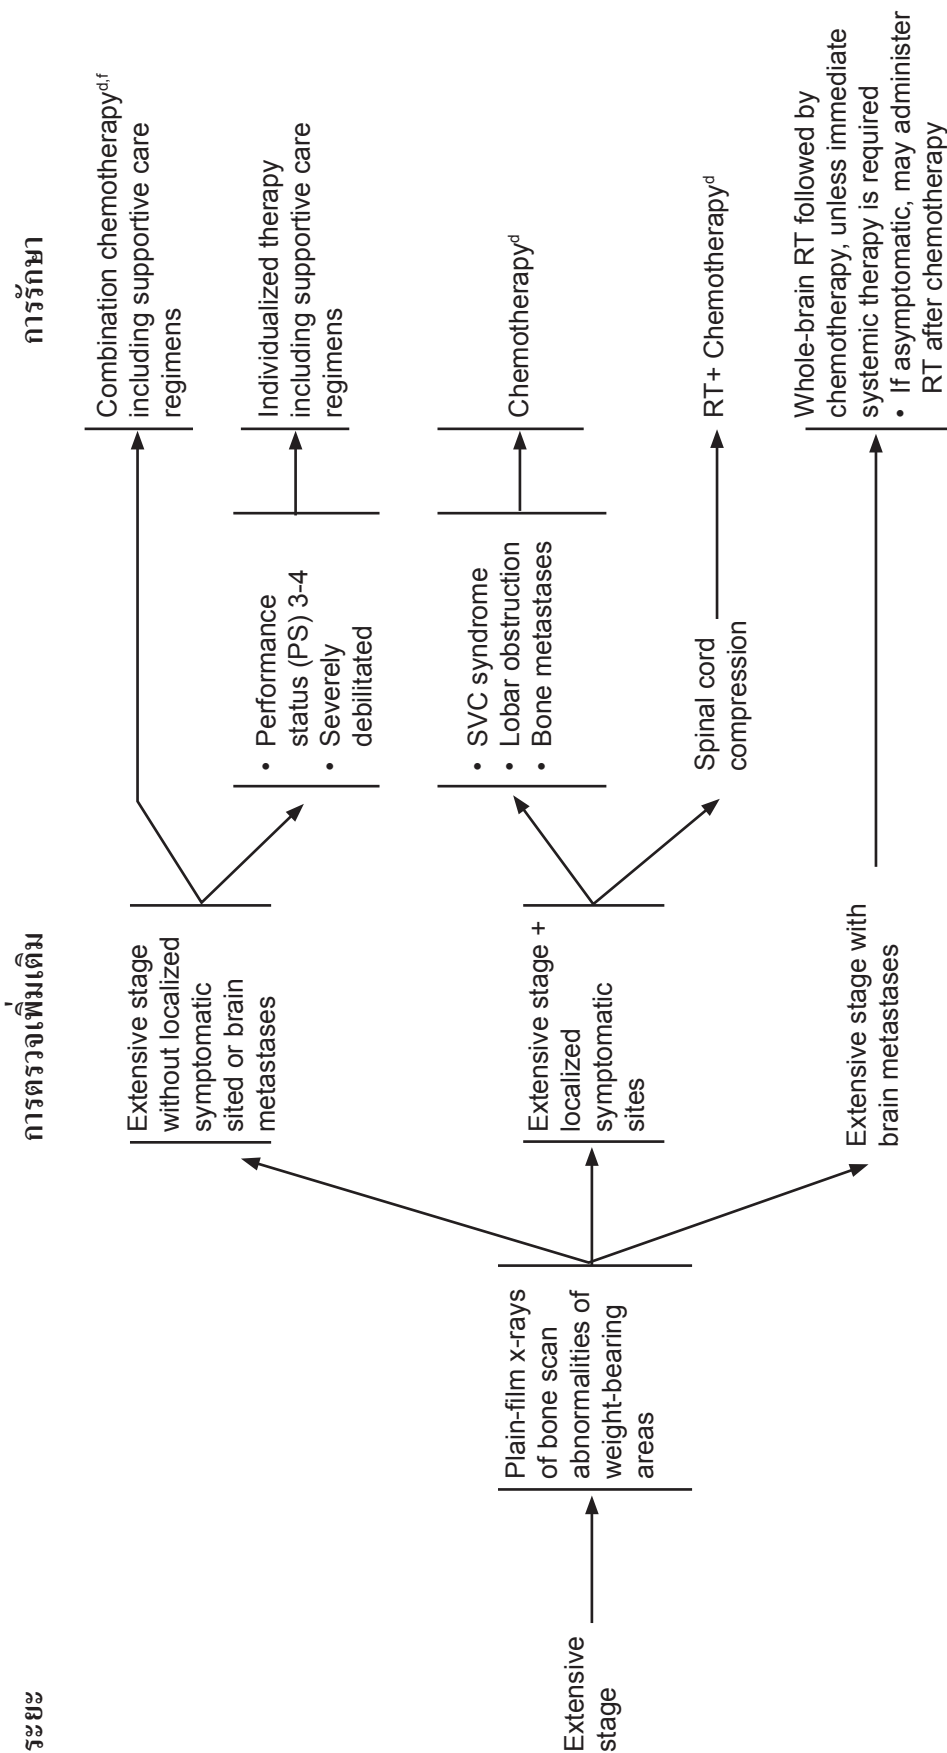 ระยะ
การตรวจเพิ่มเติม
การรักษา
Extensive
stage
Plain-film x-rays
of bone scan
abnormalities of
weight-bearing
areas
Extensive stage
without localized
symptomatic
sited or brain
metastases
Combination chemotherapyd,f
including supportive care
regimens
• Performance
status (PS) 3-4
• Severely
debilitated
Individualized therapy
including supportive care
regimens
Extensive stage +
localized
symptomatic
sites
• SVC syndrome
• Lobar obstruction
• Bone metastases
Chemotherapyd
Spinal cord
compression
RT+ Chemotherapyd
Extensive stage with
brain metastases
Whole-brain RT followed by
chemotherapy, unless immediate
systemic therapy is required
• If asymptomatic, may administer
RT after chemotherapy